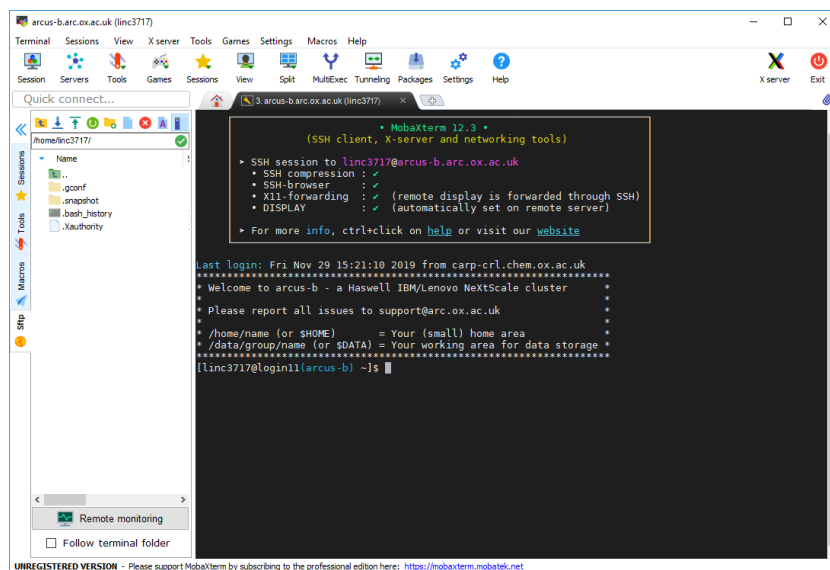 arcus-b.arc.ox.ac.uk (linc3717)
Terminal Sessions View X server Tools Games Settings Macros Help
Session Servers Tools Games Sessions View Split MultiExec Tunneling Packages Settings Help X server Exit
Quick connect...
3. arcus-b.arc.ox.ac.uk (linc3717)
/home/linc3717/
Name
..
.gconf
.snapshot
.bash_history
.Xauthority
Sessions
Tools
Macros
Sftp
• MobaXterm 12.3 •
(SSH client, X-server and networking tools)
➤ SSH session to linc3717@arcus-b.arc.ox.ac.uk
• SSH compression : ✔
• SSH-browser : ✔
• X11-forwarding : ✔ (remote display is forwarded through SSH)
• DISPLAY : ✔ (automatically set on remote server)
➤ For more info, ctrl+click on help or visit our website
Last login: Fri Nov 29 15:21:10 2019 from carp-crl.chem.ox.ac.uk
********************************************************************
* Welcome to arcus-b - a Haswell IBM/Lenovo NeXtScale cluster *
* *
* Please report all issues to support@arc.ox.ac.uk *
* *
* /home/name (or $HOME) = Your (small) home area *
* /data/group/name (or $DATA) = Your working area for data storage *
********************************************************************
[linc3717@login11(arcus-b) ~]$
Remote monitoring
Follow terminal folder
UNREGISTERED VERSION - Please support MobaXterm by subscribing to the professional edition here: https://mobaxterm.mobatek.net